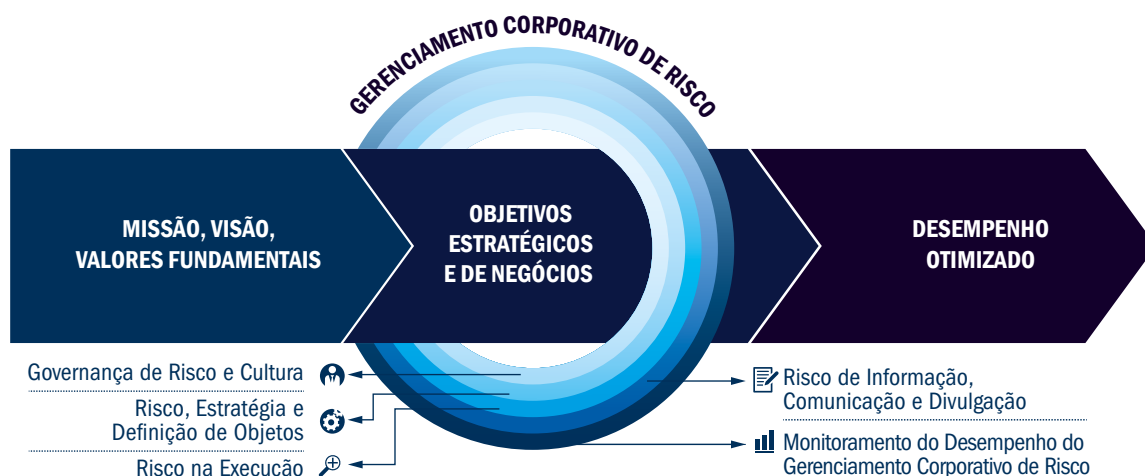 GERENCIAMENTO CORPORATIVO DE RISCO
MISSÃO, VISÃO,
VALORES FUNDAMENTAIS
OBJETIVOS
ESTRATÉGICOS
E DE NEGÓCIOS
DESEMPENHO
OTIMIZADO
Governança de Risco e Cultura
Risco, Estratégia e
Definição de Objetos
Risco na Execução
Risco de Informação,
Comunicação e Divulgação
Monitoramento do Desempenho do
Gerenciamento Corporativo de Risco